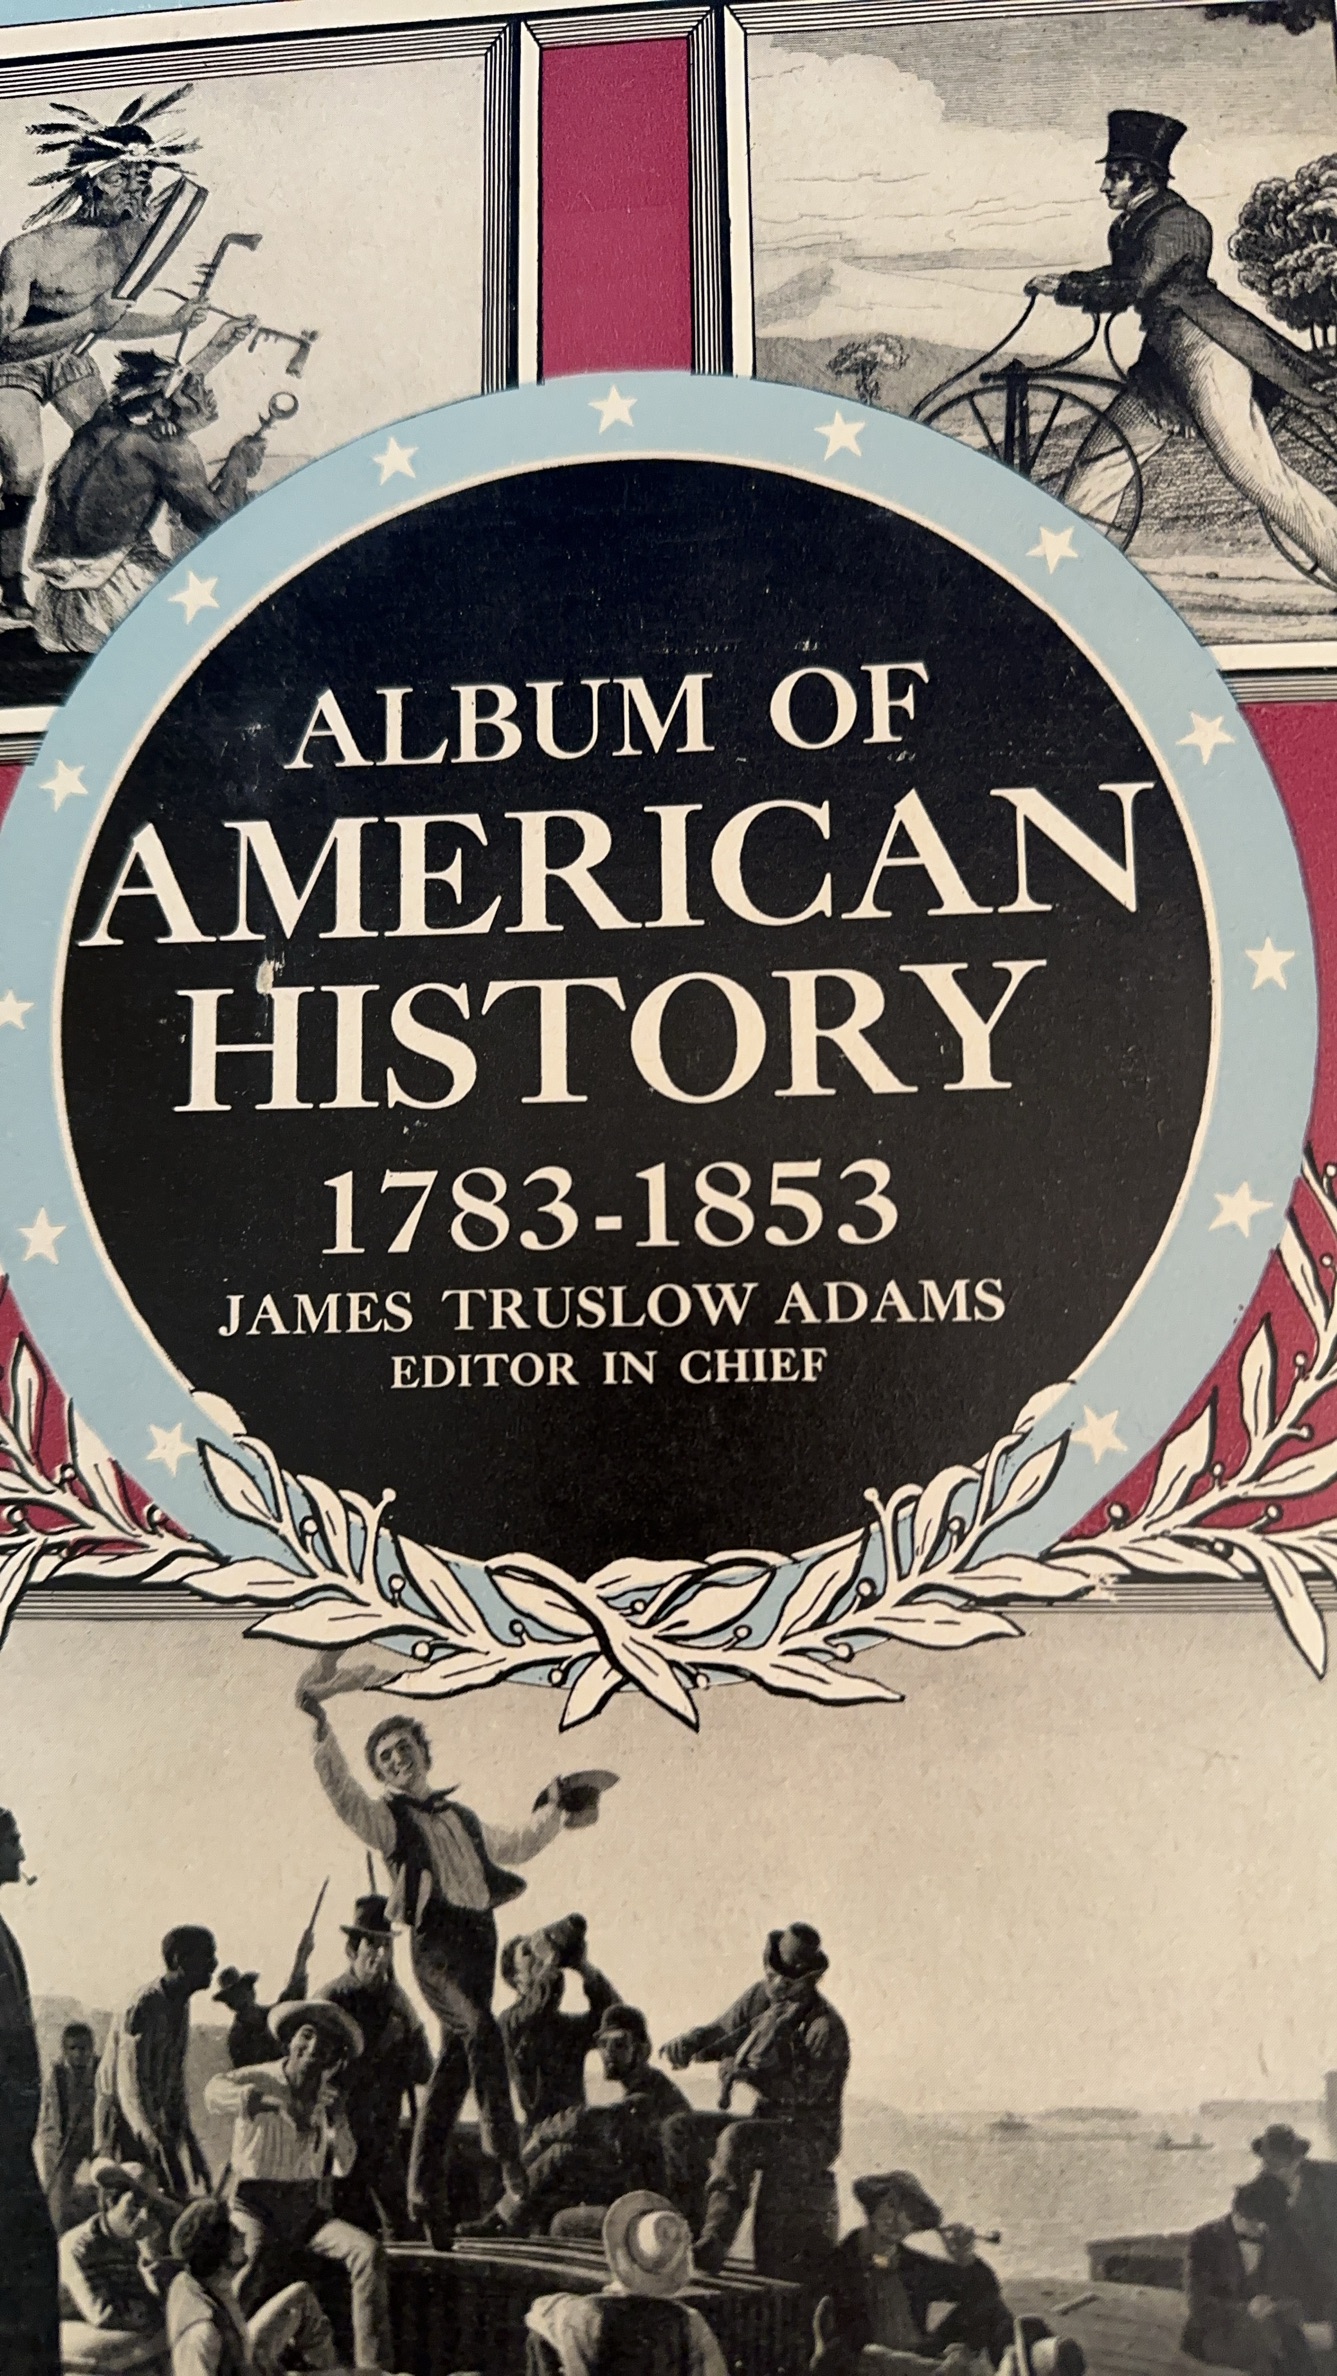 ALBUM OF
AMERICAN
HISTORY
1783-1853
JAMES TRUSLOW ADAMS
EDITOR IN CHIEF